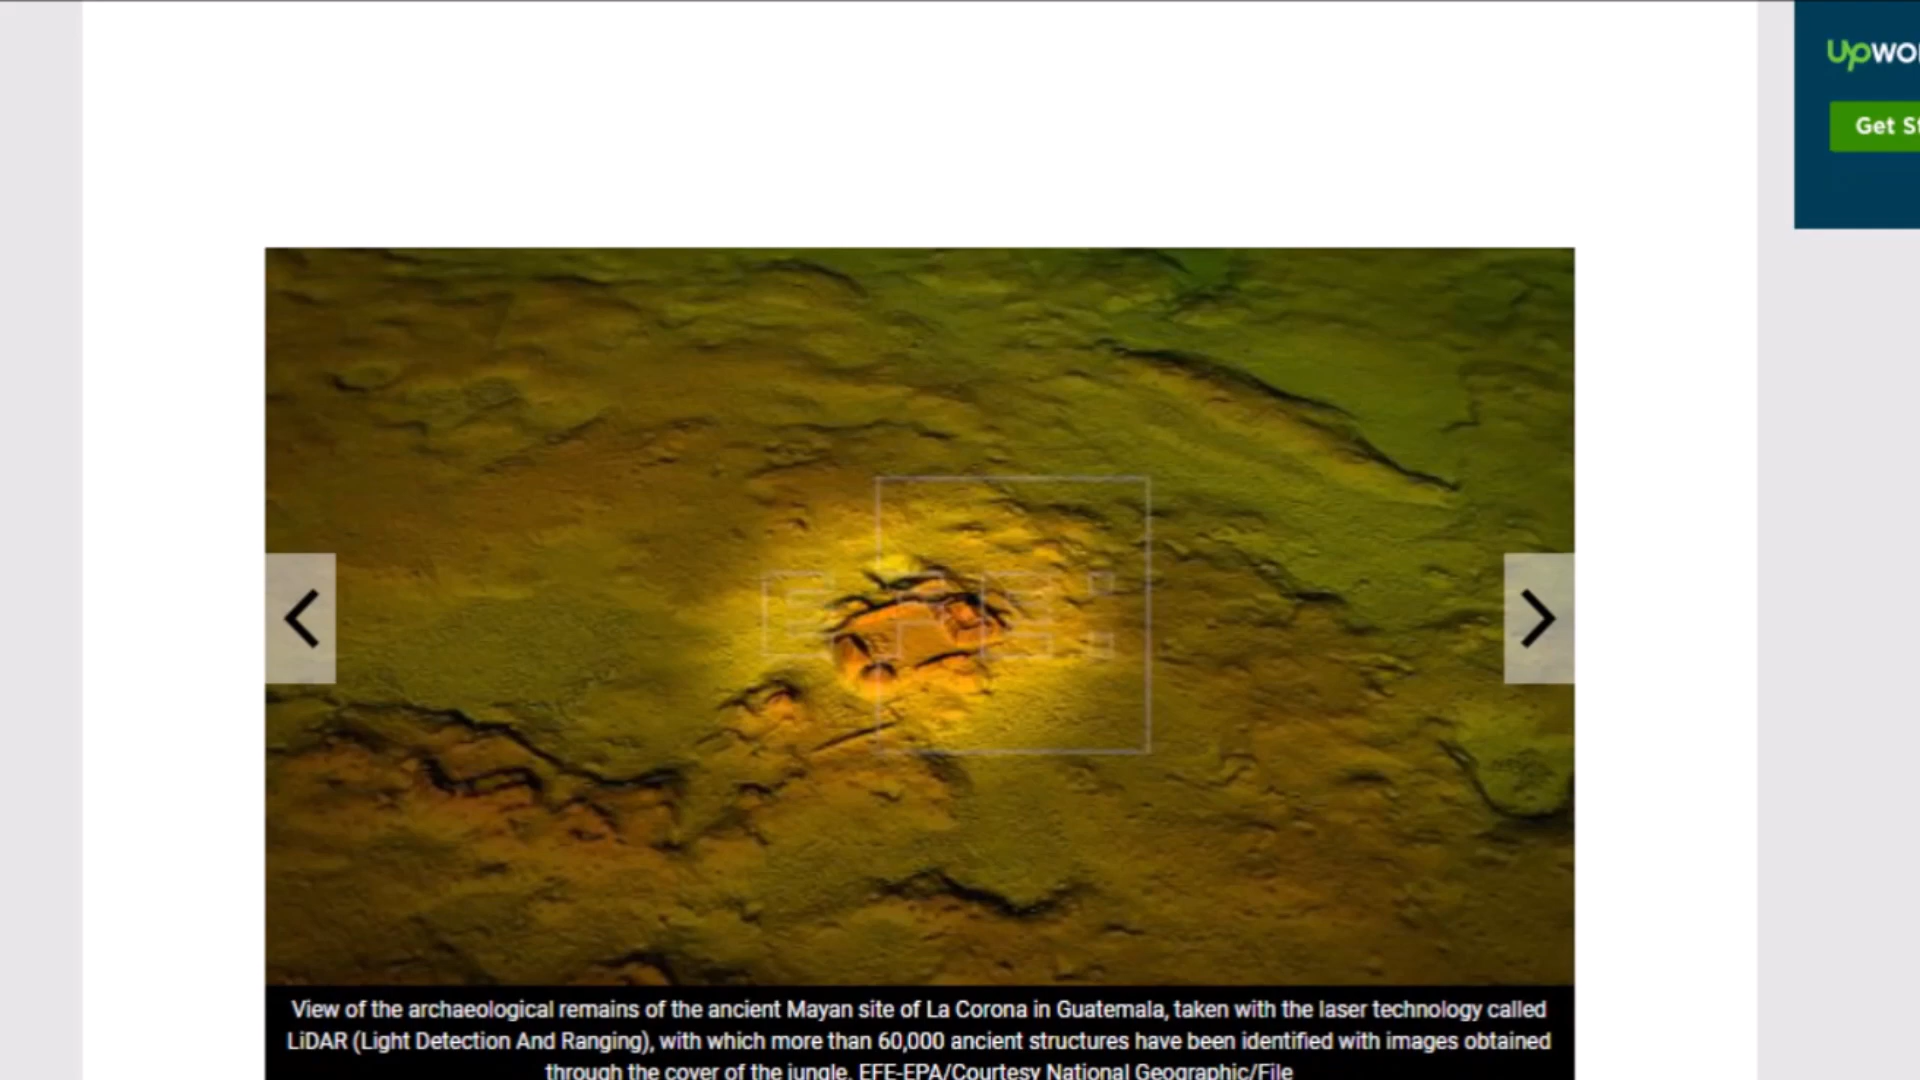 Upwo
Get St
EFE:
View of the archaeological remains of the ancient Mayan site of La Corona in Guatemala, taken with the laser technology called
LiDAR (Light Detection And Ranging), with which more than 60,000 ancient structures have been identified with images obtained
through the cover of the jungle. EFE-EPA/Courtesy National Geographic/File